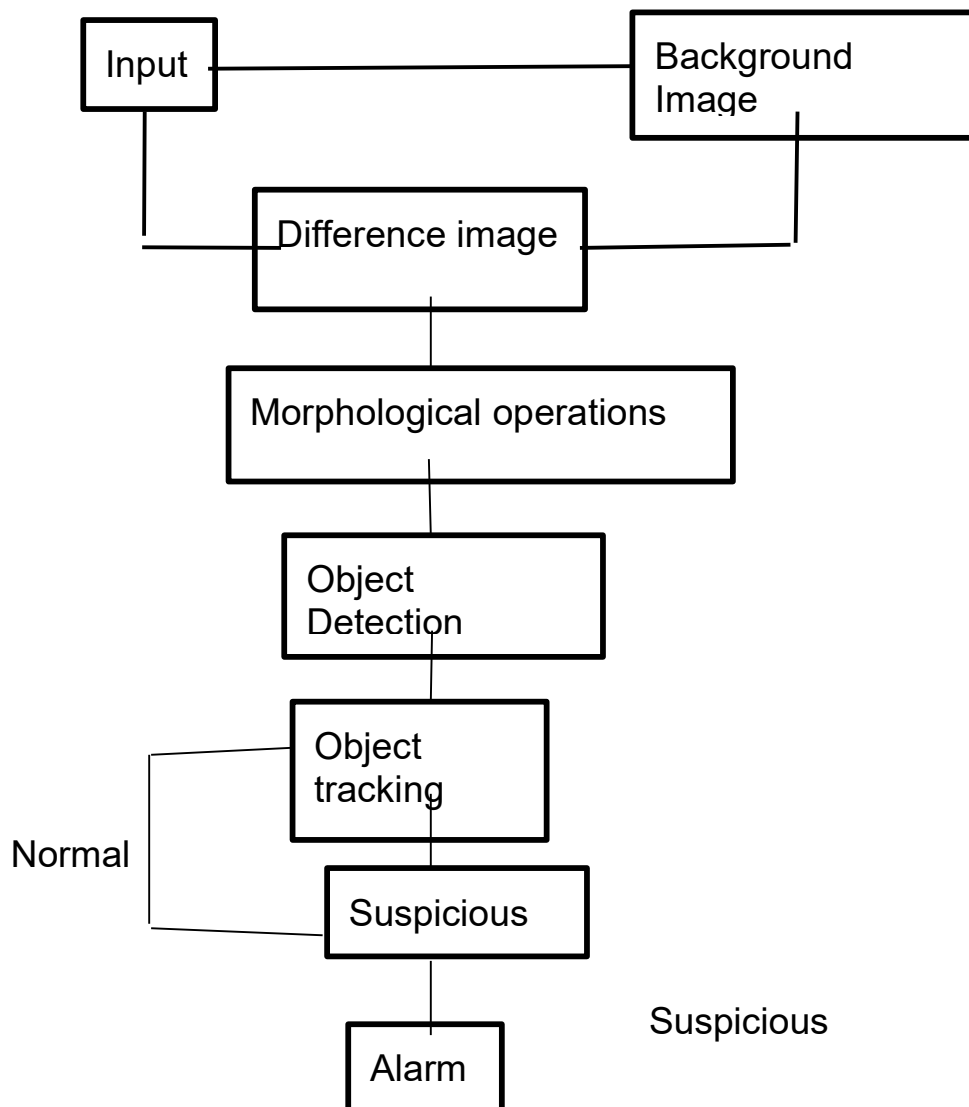 Input
Background
Image
Difference image
Morphological operations
Object
Detection
Object
tracking
Normal
Suspicious
Suspicious
Alarm